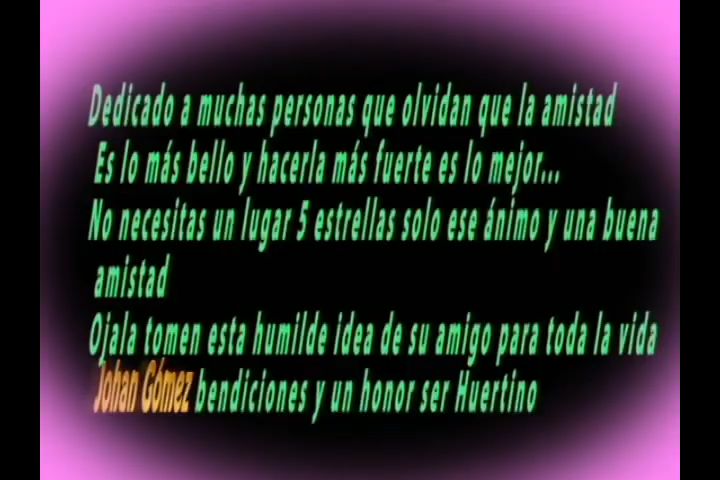 Dedicado a muchas personas que olvidan que la amistad
Es lo más bello y hacerla más fuerte es lo mejor...
No necesitas un lugar 5 estrellas solo ese ánimo y una buena
amistad
Ojala tomen esta humilde idea de su amigo para toda la vida
Johan Gómez bendiciones y un honor ser Huertino